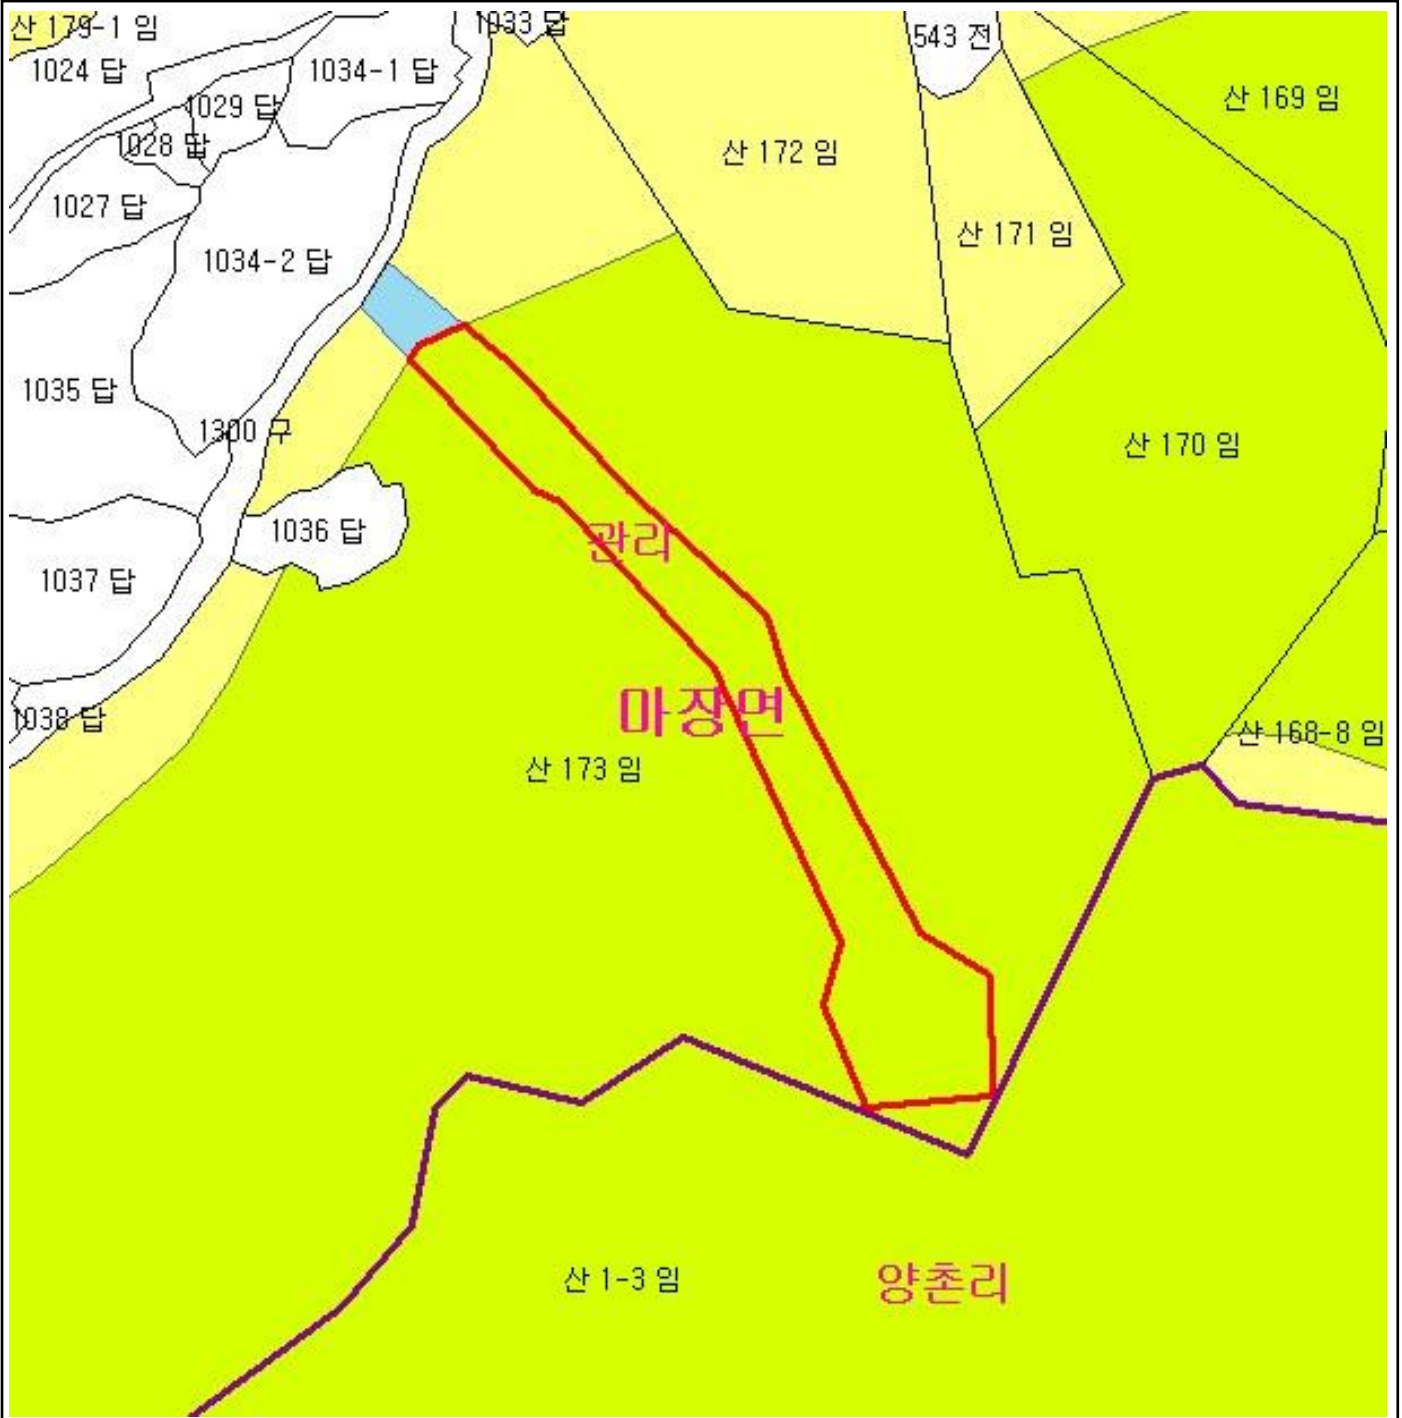 산 179-1 임
1033 답
543 전
1024 답
1034-1 답
산 169 임
1029 답
1028 답
산 172 임
1027 답
산 171 임
1034-2 답
1035 답
1300 구
산 170 임
1036 답
관리
1037 답
마장면
1038 답
산 168-8 임
산 173 임
산 1-3 임
양촌리